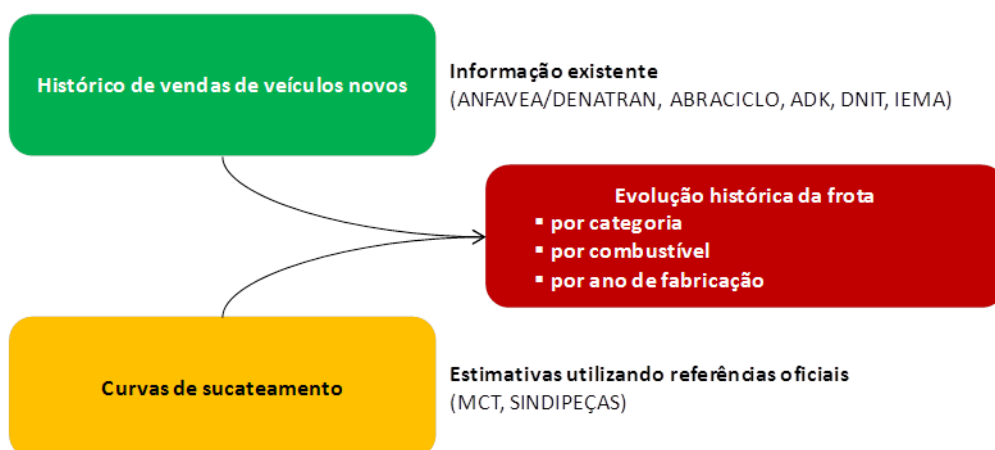 Histórico de vendas de veículos novos
Informação existente
(ANFAVEA/DENATRAN, ABRACICLO, ADK, DNIT, IEMA)
Evolução histórica da frota
▪ por categoria
▪ por combustível
▪ por ano de fabricação
Curvas de sucateamento
Estimativas utilizando referências oficiais
(MCT, SINDIPEÇAS)